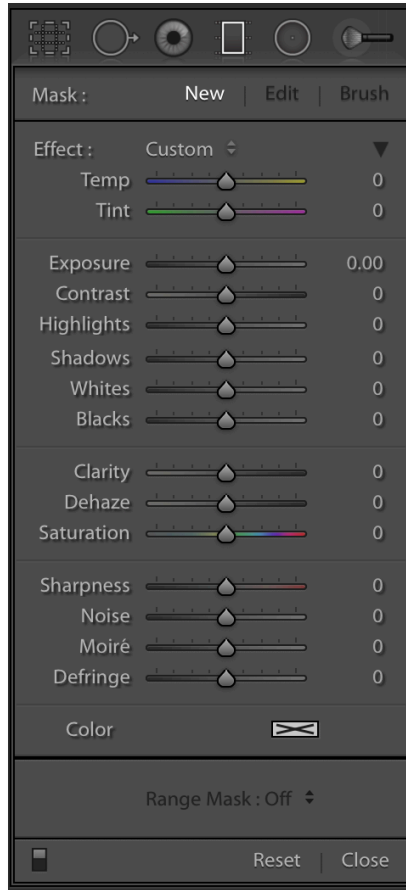 Mask : New | Edit | Brush
Effect : Custom
Temp 0
Tint 0
Exposure 0.00
Contrast 0
Highlights 0
Shadows 0
Whites 0
Blacks 0
Clarity 0
Dehaze 0
Saturation 0
Sharpness 0
Noise 0
Moiré 0
Defringe 0
Color
Range Mask : Off
Reset | Close